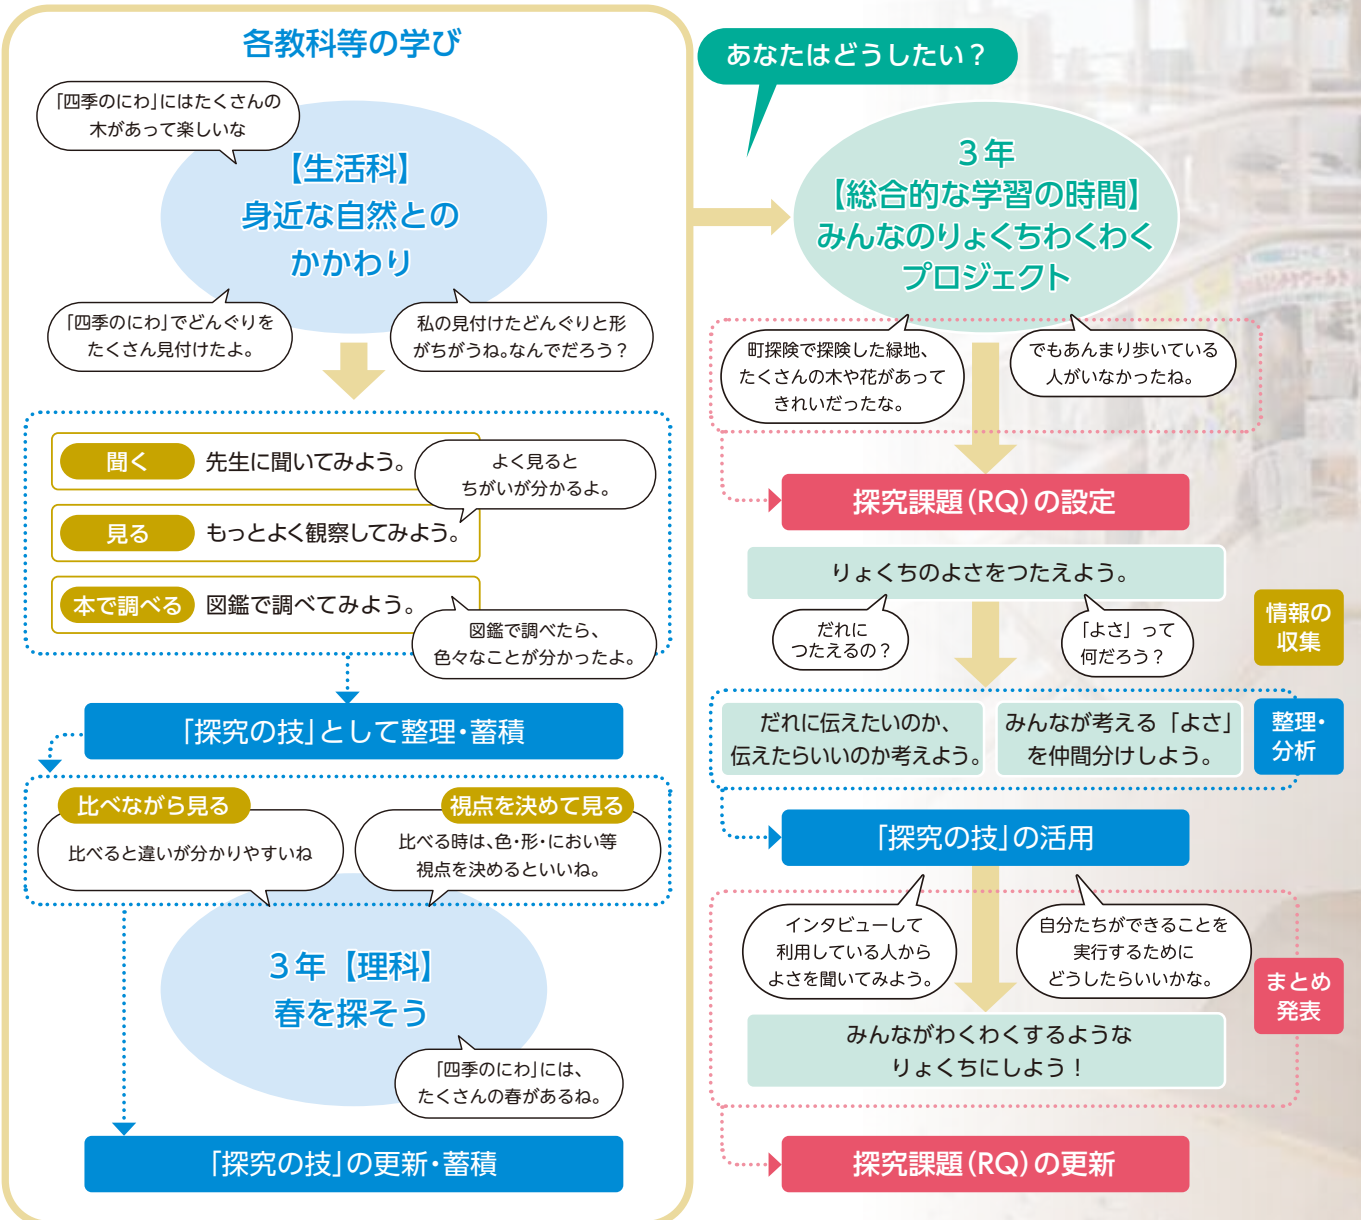 各教科等の学び
「四季のにわ」にはたくさんの
木があって楽しいな
【生活科】
身近な自然との
かかわり
「四季のにわ」でどんぐりを
たくさん見付けたよ。
私の見付けたどんぐりと形
がちがうね。なんでだろう？
聞く 先生に聞いてみよう。
よく見ると
ちがいが分かるよ。
見る もっとよく観察してみよう。
本で調べる 図鑑で調べてみよう。
図鑑で調べたら、
色々なことが分かったよ。
「探究の技」として整理・蓄積
比べながら見る
比べると違いが分かりやすいね
視点を決めて見る
比べる時は、色・形・におい等
視点を決めるといいね。
3年【理科】
春を探そう
「四季のにわ」には、
たくさんの春があるね。
「探究の技」の更新・蓄積
あなたはどうしたい？
3年
【総合的な学習の時間】
みんなのりょくちわくわく
プロジェクト
町探険で探険した緑地、
たくさんの木や花があって
きれいだったな。
でもあんまり歩いている
人がいなかったね。
探究課題（RQ）の設定
りょくちのよさをつたえよう。
だれに
つたえるの？
「よさ」って
何だろう？
情報の
収集
だれに伝えたいのか、
伝えたらいいのか考えよう。
みんなが考える「よさ」
を仲間分けしよう。
整理・
分析
「探究の技」の活用
インタビューして
利用している人から
よさを聞いてみよう。
自分たちができることを
実行するために
どうしたらいいかな。
まとめ
発表
みんながわくわくするような
りょくちにしよう！
探究課題（RQ）の更新